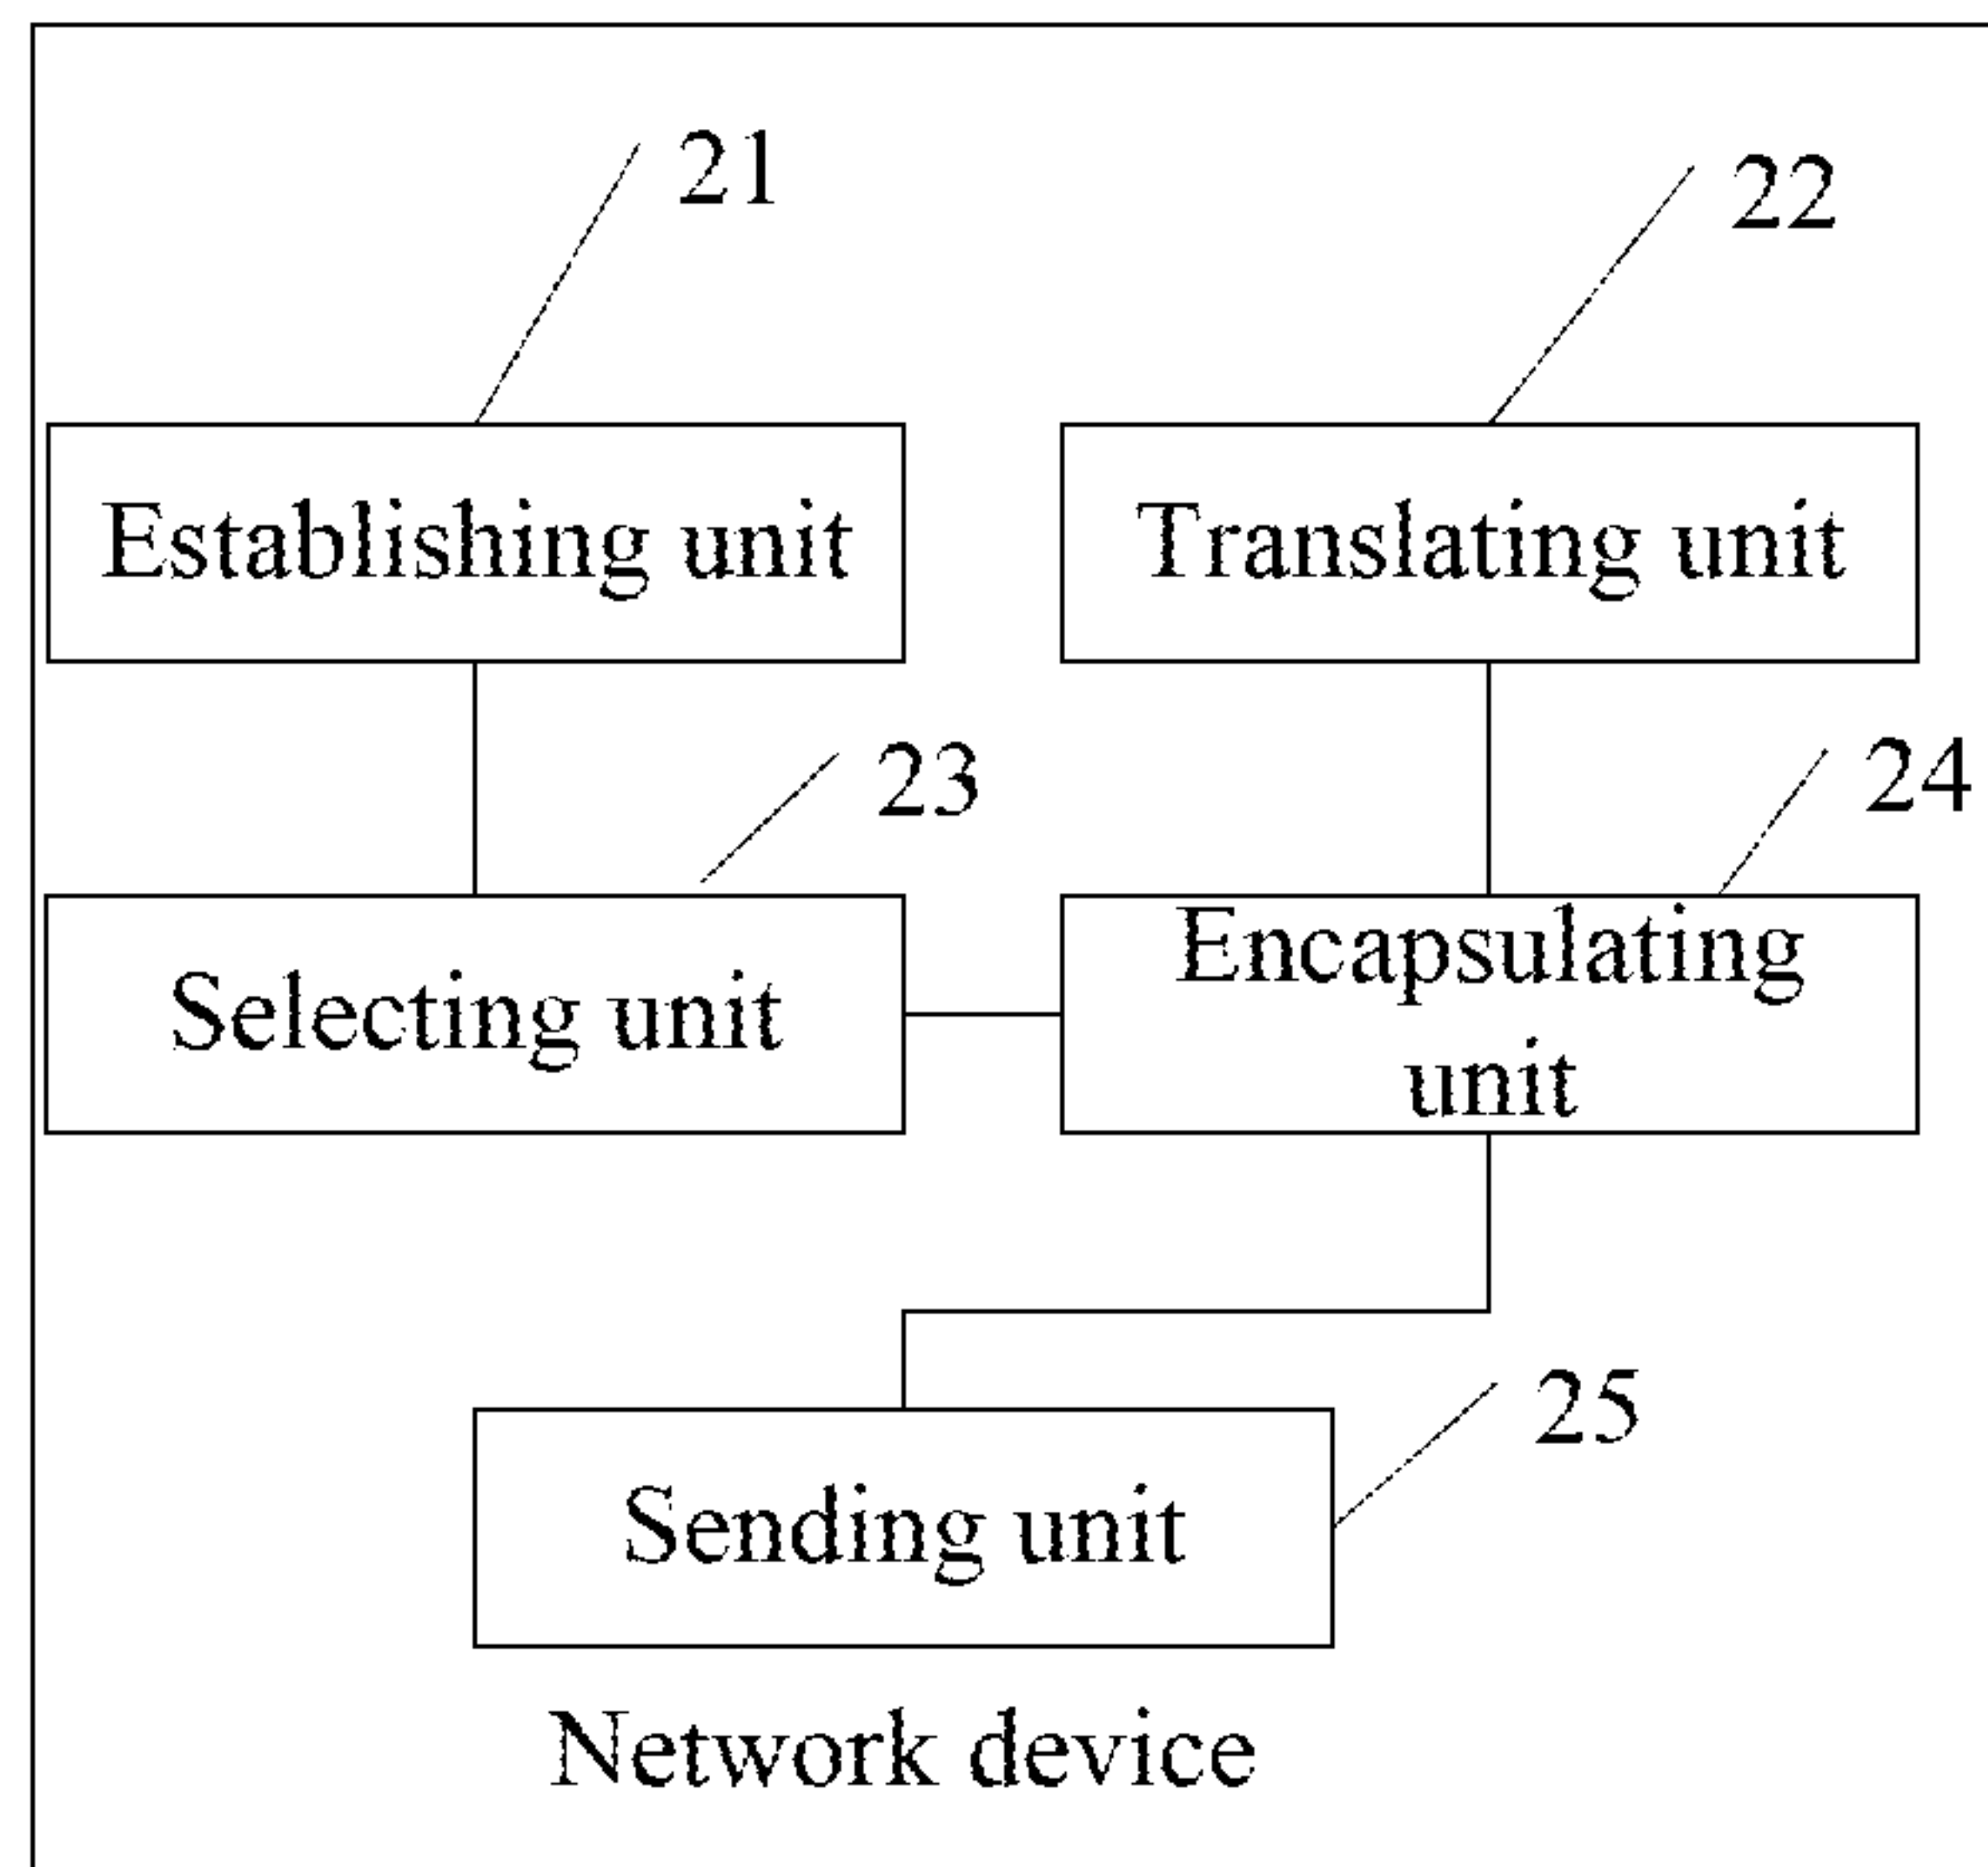 21
22
Establishing unit
Translating unit
23
24
Selecting unit
Encapsulating
unit
25
Sending unit
Network device